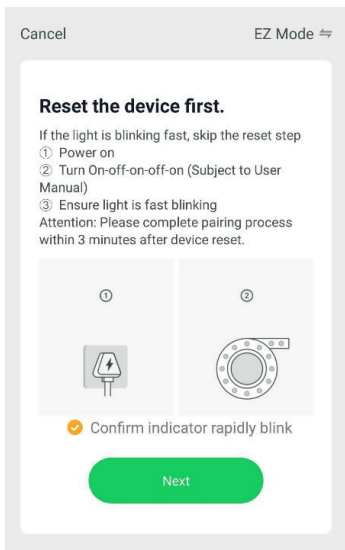 Cancel
EZ Mode ⇋
Reset the device first.
If the light is blinking fast, skip the reset step
① Power on
② Turn On-off-on-off-on (Subject to User
Manual)
③ Ensure light is fast blinking
Attention: Please complete pairing process
within 3 minutes after device reset.
①
②
Confirm indicator rapidly blink
Next